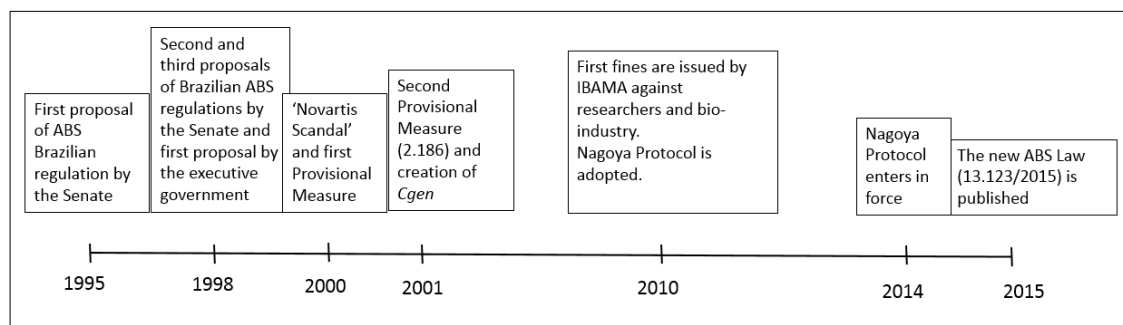 First proposal
of ABS
Brazilian
regulation by
the Senate
Second and
third proposals
of Brazilian ABS
regulations by
the Senate and
first proposal by
the executive
government
‘Novartis
Scandal’
and first
Provisional
Measure
Second
Provisional
Measure
(2.186) and
creation of
Cgen
First fines are issued by
IBAMA against
researchers and bio-
industry.
Nagoya Protocol is
adopted.
Nagoya
Protocol
enters in
force
The new ABS Law
(13.123/2015) is
published
1995 1998 2000 2001 2010 2014 2015